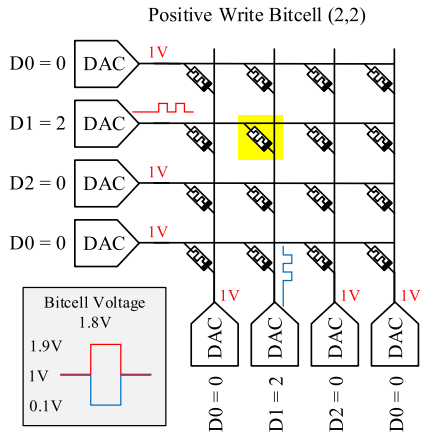 Positive Write Bitcell (2,2)
D0 = 0 DAC 1V
D1 = 2 DAC
D2 = 0 DAC 1V
D0 = 0 DAC 1V
1V 1V 1V
Bitcell Voltage
1.8V
1.9V
1V
0.1V
DAC DAC DAC DAC
D0 = 0 D1 = 2 D2 = 0 D0 = 0